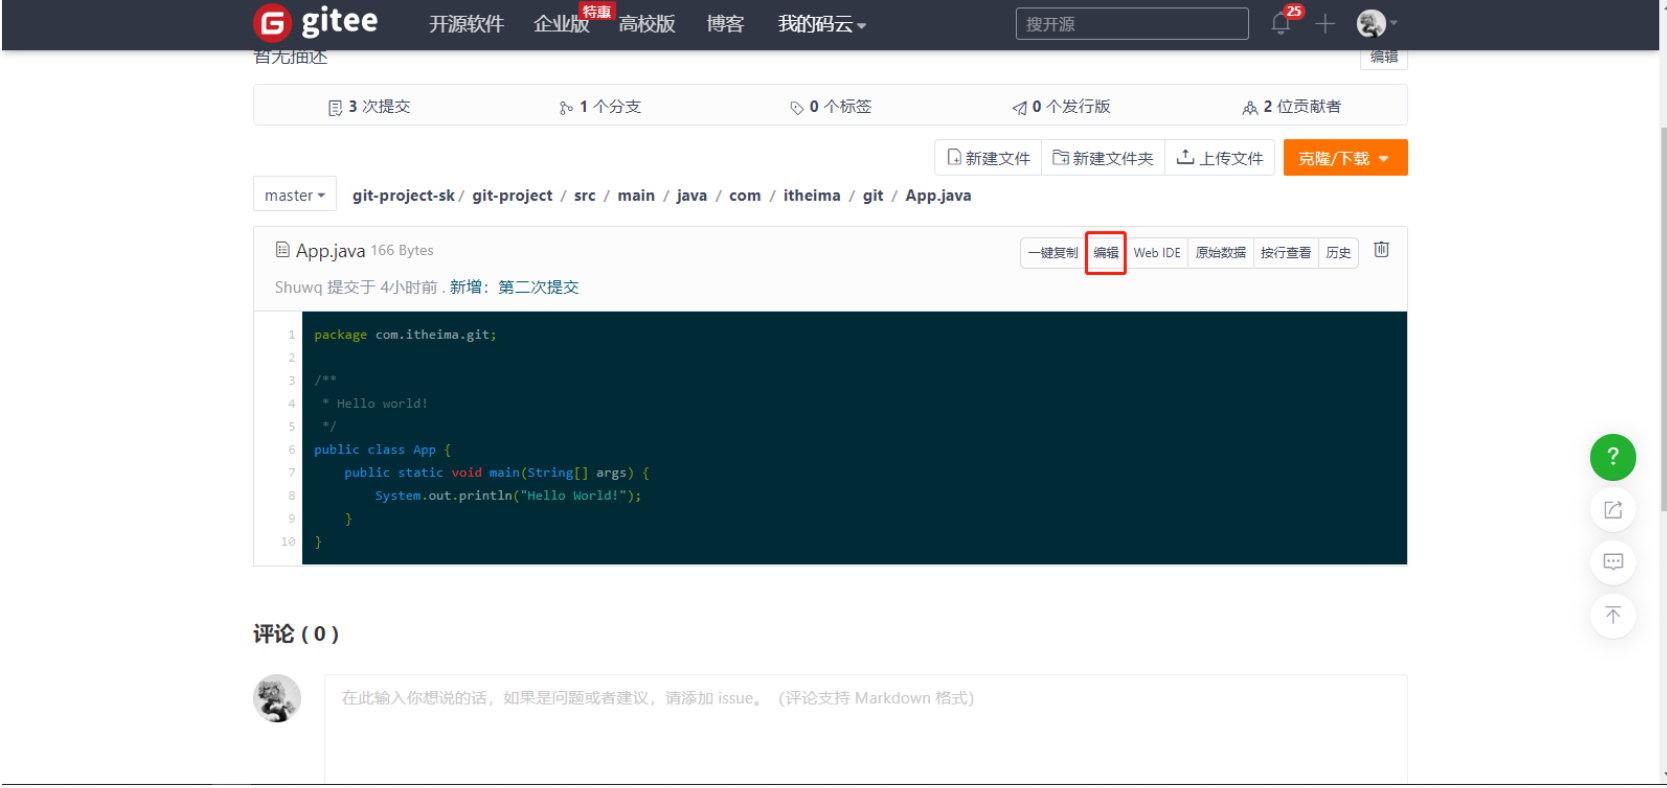 G gitee 开源软件 企业版 特惠 高校版 博客 我的码云 搜开源 25
暂无描述 编辑
3 次提交 1 个分支 0 个标签 0 个发行版 2 位贡献者
新建文件 新建文件夹 上传文件 克隆/下载
master git-project-sk / git-project / src / main / java / com / itheima / git / App.java
App.java 166 Bytes 一键复制 编辑 Web IDE 原始数据 按行查看 历史
Shuwq 提交于 4小时前 . 新增：第二次提交
1 package com.itheima.git;
2
3 /**
4 * Hello world!
5 */
6 public class App {
7 public static void main(String[] args) {
8 System.out.println("Hello World!");
9 }
10 }
?
评论 ( 0 )
在此输入你想说的话，如果是问题或者建议，请添加 issue。 (评论支持 Markdown 格式)